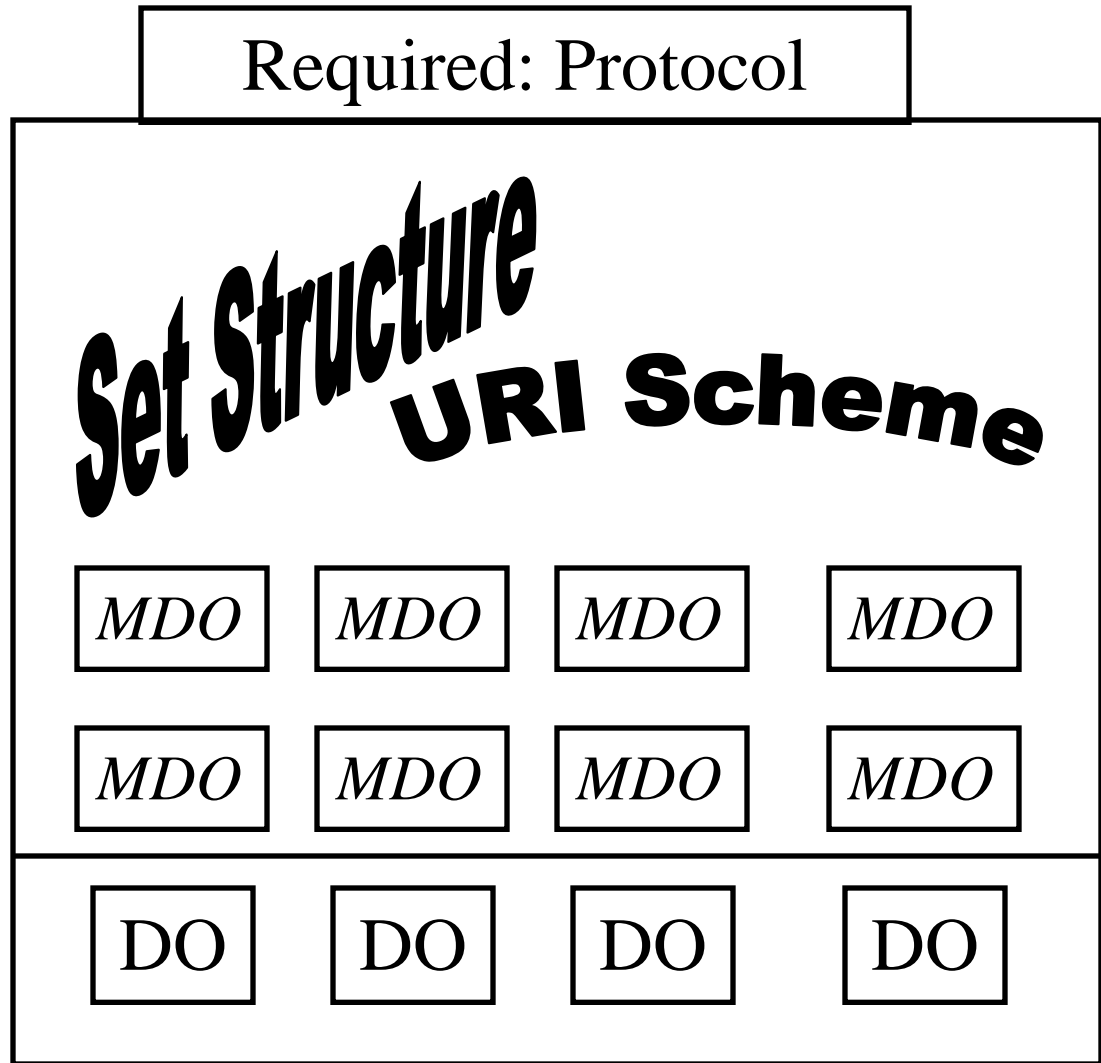 Required: Protocol
Set Structure
URI Scheme
MDO MDO MDO MDO
MDO MDO MDO MDO
DO DO DO DO